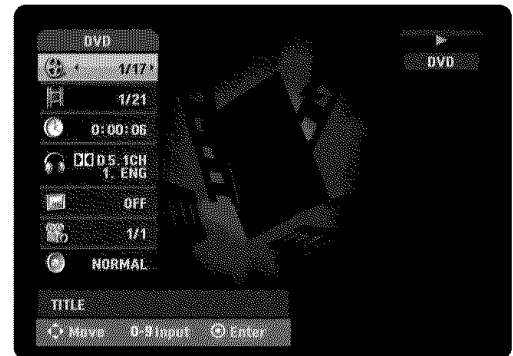 DVD
1/17
1/21
0:00:06
DD D 5.1CH
1. ENG
OFF
1/1
NORMAL
TITLE
Move 0-9 Input Enter
DVD